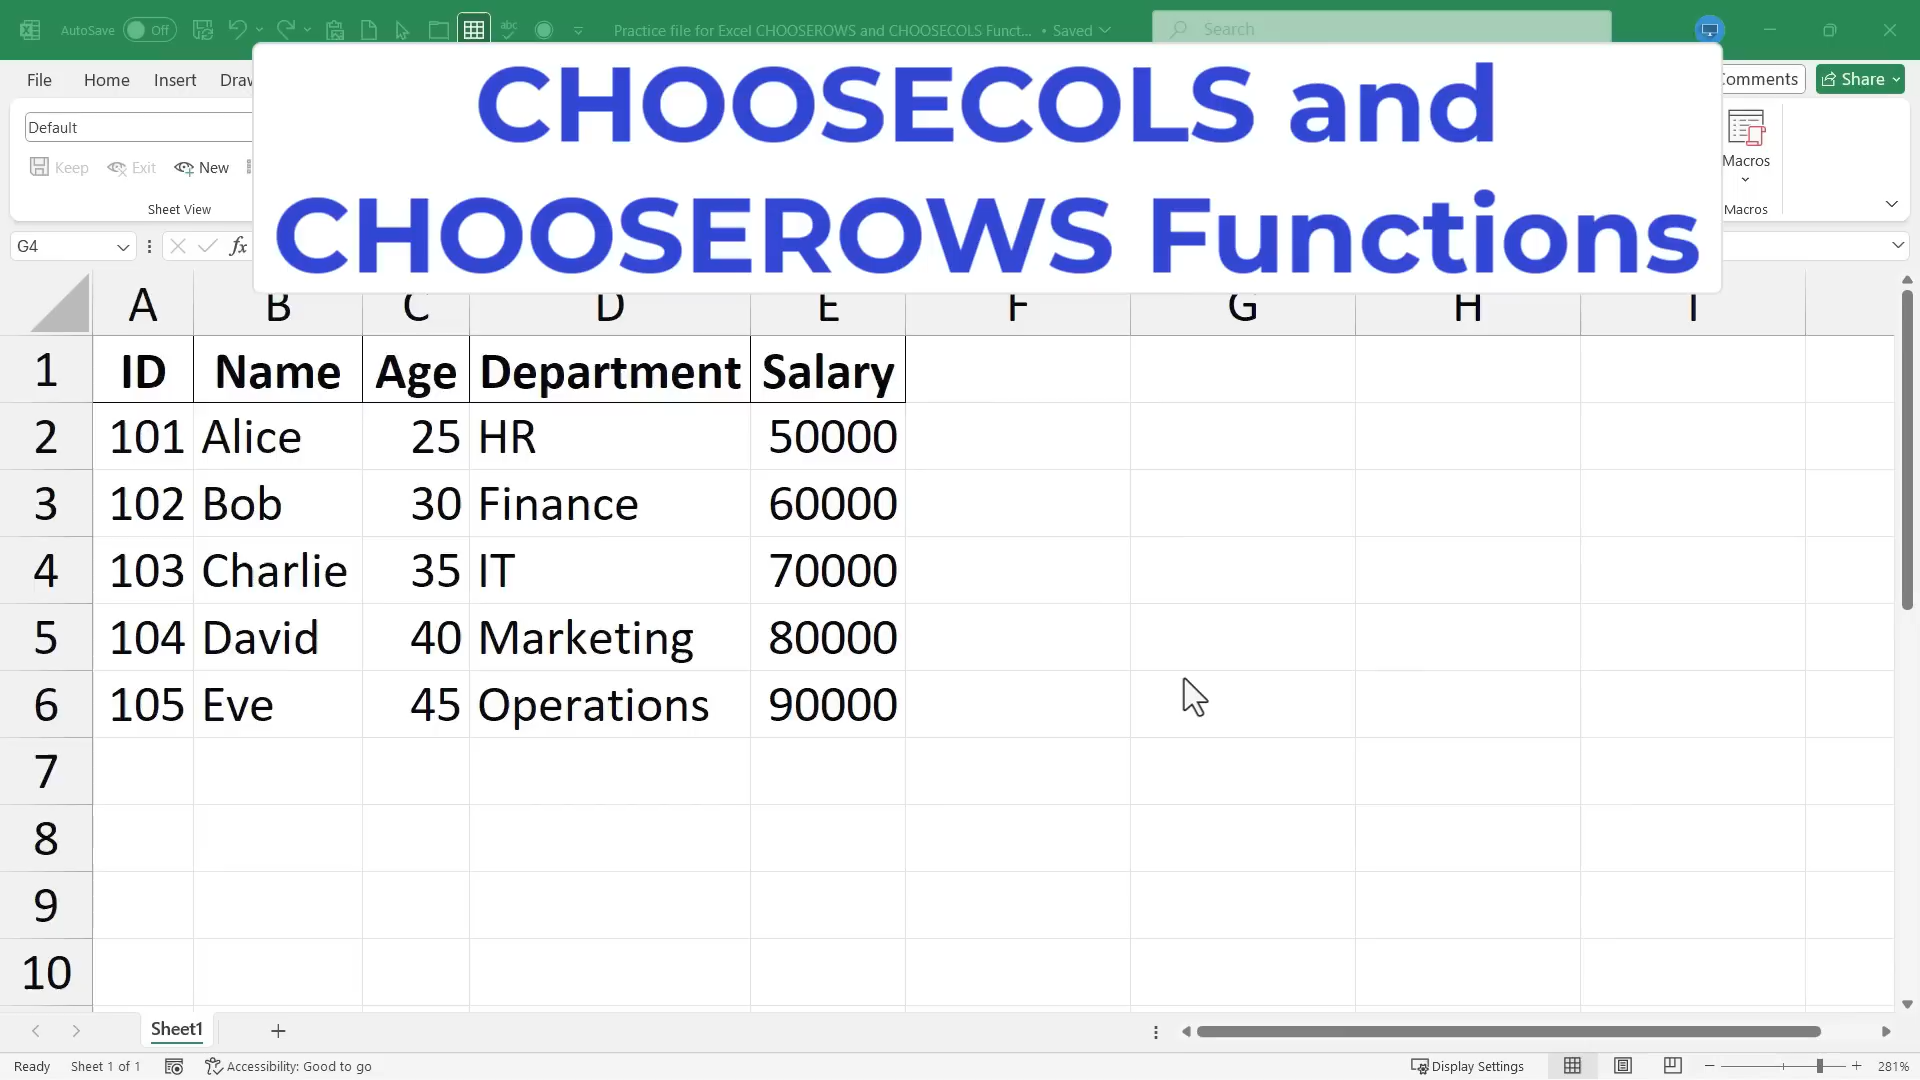 AutoSave Off Practice file for Excel CHOOSEROWS and CHOOSECOLS Funct... • Saved Search
CHOOSECOLS and
CHOOSEROWS Functions
File Home Insert Share
Default
Keep Exit New Macros
Sheet View Macros
G4 fx
A B C D E F G H I
1 ID Name Age Department Salary
2 101 Alice 25 HR 50000
3 102 Bob 30 Finance 60000
4 103 Charlie 35 IT 70000
5 104 David 40 Marketing 80000
6 105 Eve 45 Operations 90000
7
8
9
10
Sheet1
Ready Sheet 1 of 1 Accessibility: Good to go Display Settings 281%